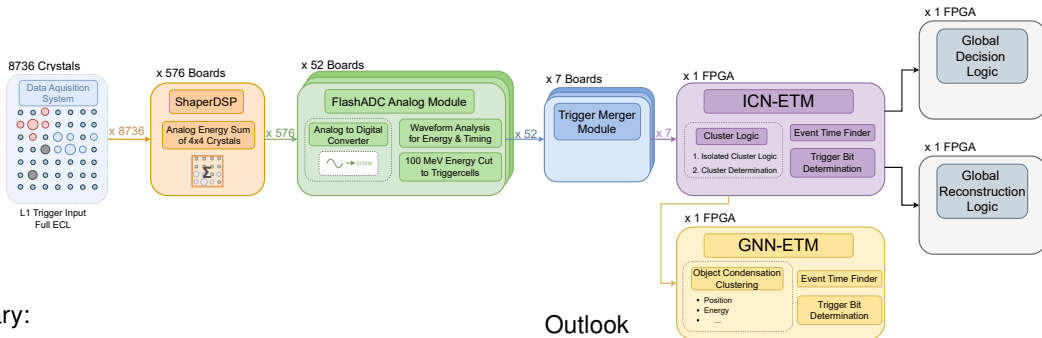 8736 Crystals
Data Aquisition
System
L1 Trigger Input
Full ECL
x 8736
x 576 Boards
ShaperDSP
Analog Energy Sum
of 4x4 Crystals
Σ
x 576
x 52 Boards
FlashADC Analog Module
Analog to Digital
Converter
Waveform Analysis
for Energy & Timing
100 MeV Energy Cut
to Triggercells
x 52
x 7 Boards
Trigger Merger
Module
x 7
x 1 FPGA
ICN-ETM
Cluster Logic
1. Isolated Cluster Logic
2. Cluster Determination
Event Time Finder
Trigger Bit
Determination
x 1 FPGA
GNN-ETM
Object Condensation
Clustering
• Position
• Energy
• ...
Event Time Finder
Trigger Bit
Determination
x 1 FPGA
Global
Decision
Logic
x 1 FPGA
Global
Reconstruction
Logic
ary:
Outlook